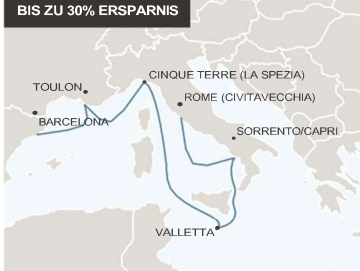 BIS ZU 30% ERSPARNIS
CINQUE TERRE (LA SPEZIA)
TOULON
ROME (CIVITAVECCHIA)
BARCELONA
SORRENTO/CAPRI
VALLETTA